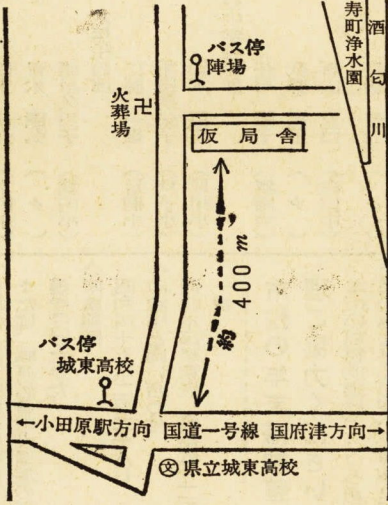 酒匂川
寿町浄水園
バス停
陣場
卍
火葬場
仮局舎
約400m
バス停
城東高校
←小田原駅方向 国道一号線 国府津方向→
文 県立城東高校